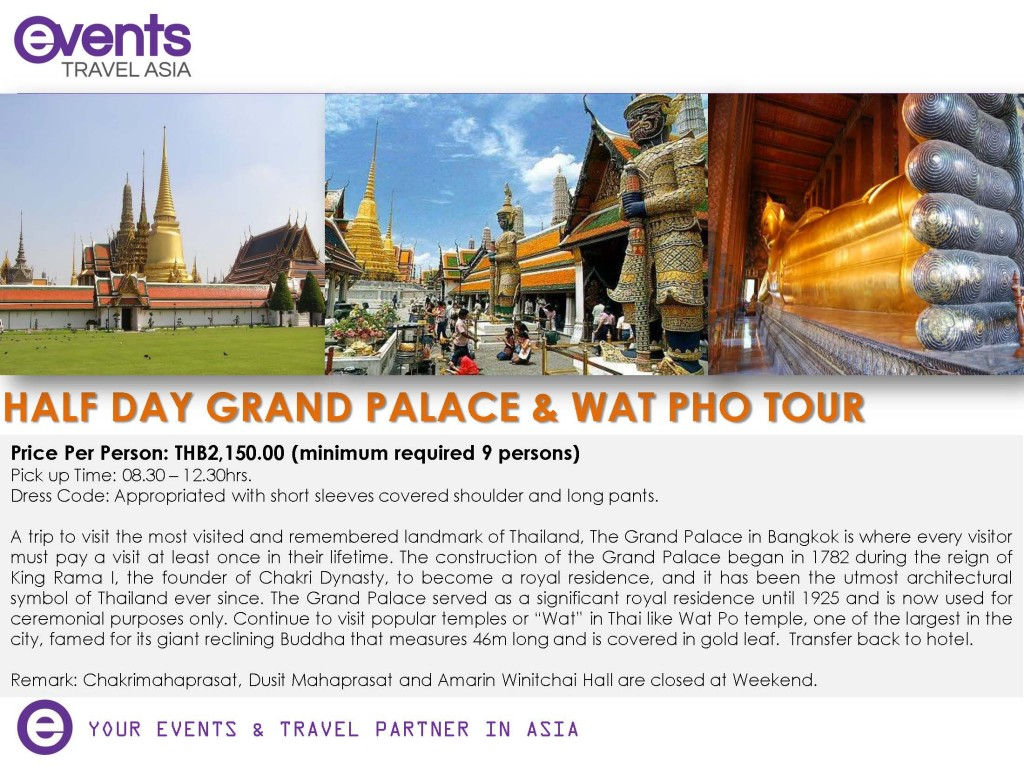 events
TRAVEL ASIA
HALF DAY GRAND PALACE & WAT PHO TOUR
Price Per Person: THB2,150.00 (minimum required 9 persons)
Pick up Time: 08.30 – 12.30hrs.
Dress Code: Appropriated with short sleeves covered shoulder and long pants.
A trip to visit the most visited and remembered landmark of Thailand, The Grand Palace in Bangkok is where every visitor
must pay a visit at least once in their lifetime. The construction of the Grand Palace began in 1782 during the reign of
King Rama I, the founder of Chakri Dynasty, to become a royal residence, and it has been the utmost architectural
symbol of Thailand ever since. The Grand Palace served as a significant royal residence until 1925 and is now used for
ceremonial purposes only. Continue to visit popular temples or “Wat” in Thai like Wat Po temple, one of the largest in the
city, famed for its giant reclining Buddha that measures 46m long and is covered in gold leaf. Transfer back to hotel.
Remark: Chakrimahaprasat, Dusit Mahaprasat and Amarin Winitchai Hall are closed at Weekend.
e YOUR EVENTS & TRAVEL PARTNER IN ASIA